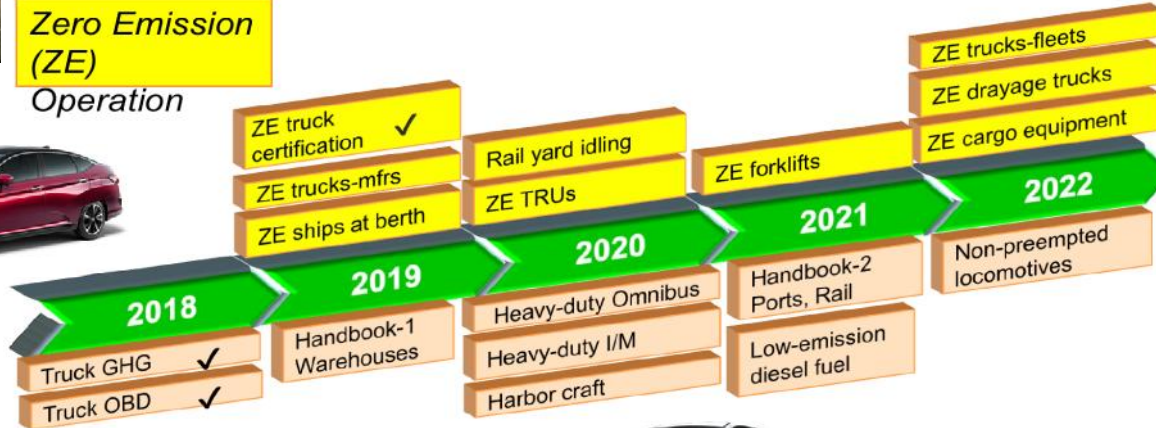 Zero Emission
(ZE)
Operation
ZE truck
certification ✓
ZE trucks-mfrs
ZE ships at berth
Rail yard idling
ZE TRUs
ZE forklifts
ZE trucks-fleets
ZE drayage trucks
ZE cargo equipment
2018
2019
2020
2021
2022
Truck GHG ✓
Truck OBD ✓
Handbook-1
Warehouses
Heavy-duty Omnibus
Heavy-duty I/M
Harbor craft
Handbook-2
Ports, Rail
Low-emission
diesel fuel
Non-preempted
locomotives